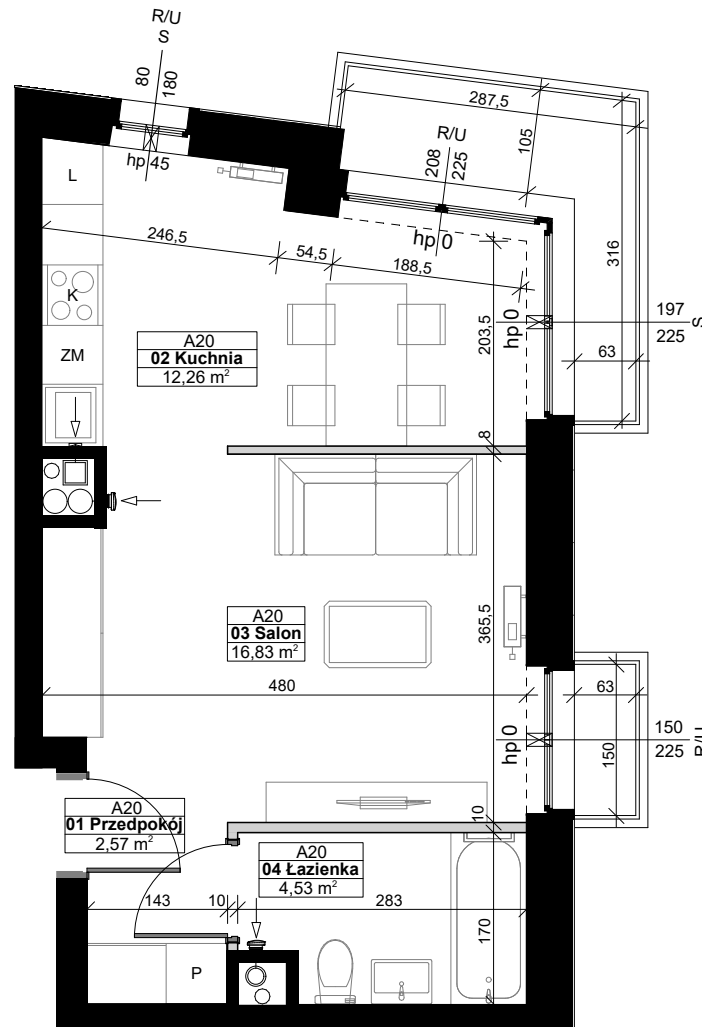 R/U
S
80
180
287,5
105
R/U
208
225
hp 45
L
hp 0
246,5
54,5
188,5
316
K
203,5
hp 0
197
225
S
63
A20
02 Kuchnia
12,26 m²
ZM
8
A20
03 Salon
16,83 m²
365,5
480
63
150
225
R/U
hp 0
150
A20
01 Przedpokój
2,57 m²
10
A20
04 Łazienka
4,53 m²
143
10
283
170
P